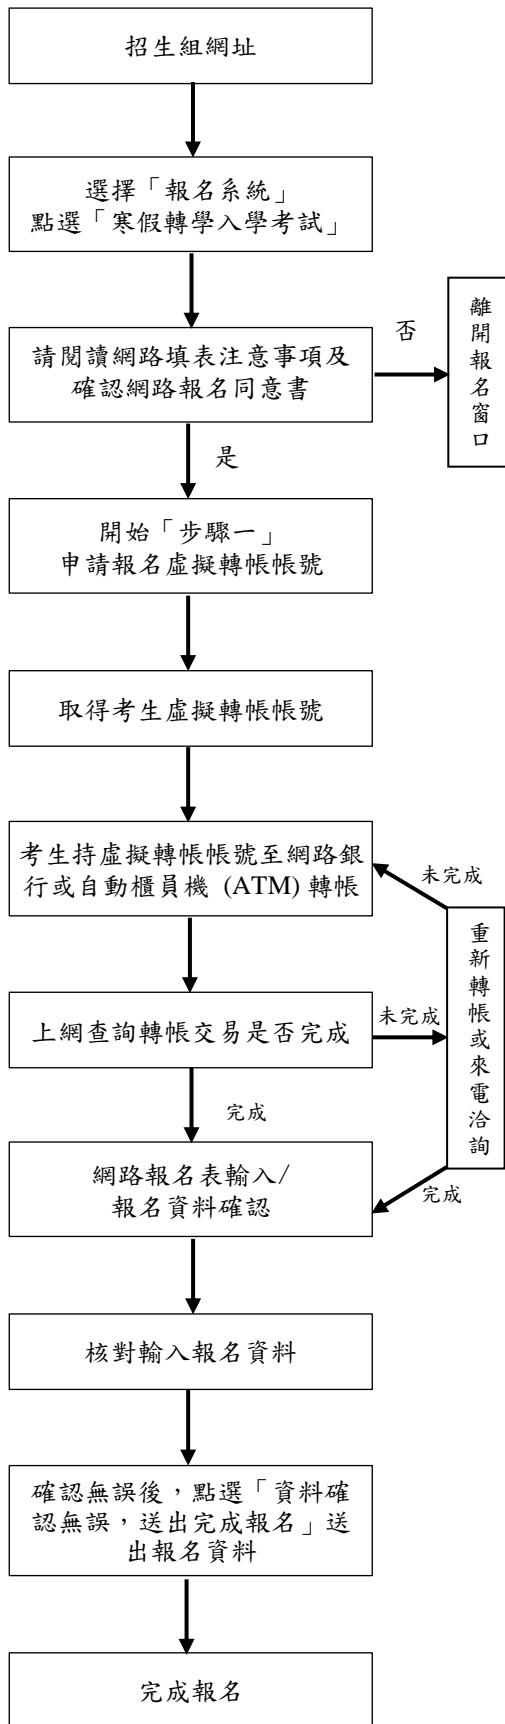 招生組網址
選擇「報名系統」
點選「寒假轉學入學考試」
請閱讀網路填表注意事項及
確認網路報名同意書
否
離開報名窗口
是
開始「步驟一」
申請報名虛擬轉帳帳號
取得考生虛擬轉帳帳號
考生持虛擬轉帳帳號至網路銀
行或自動櫃員機 (ATM) 轉帳
未完成
重新轉帳或來電洽詢
上網查詢轉帳交易是否完成
未完成
完成
網路報名表輸入/
報名資料確認
完成
核對輸入報名資料
確認無誤後，點選「資料確
認無誤，送出完成報名」送
出報名資料
完成報名